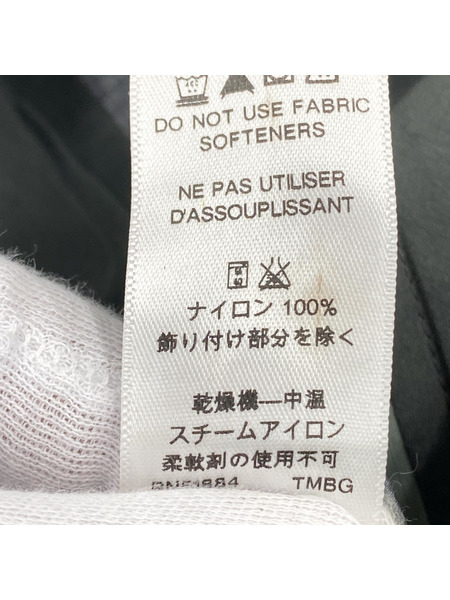 DO NOT USE FABRIC
SOFTENERS
NE PAS UTILISER
D'ASSOUPLISSANT
ナイロン 100%
飾り付け部分を除く
乾燥機—中温
スチームアイロン
柔軟剤の使用不可
TMBG